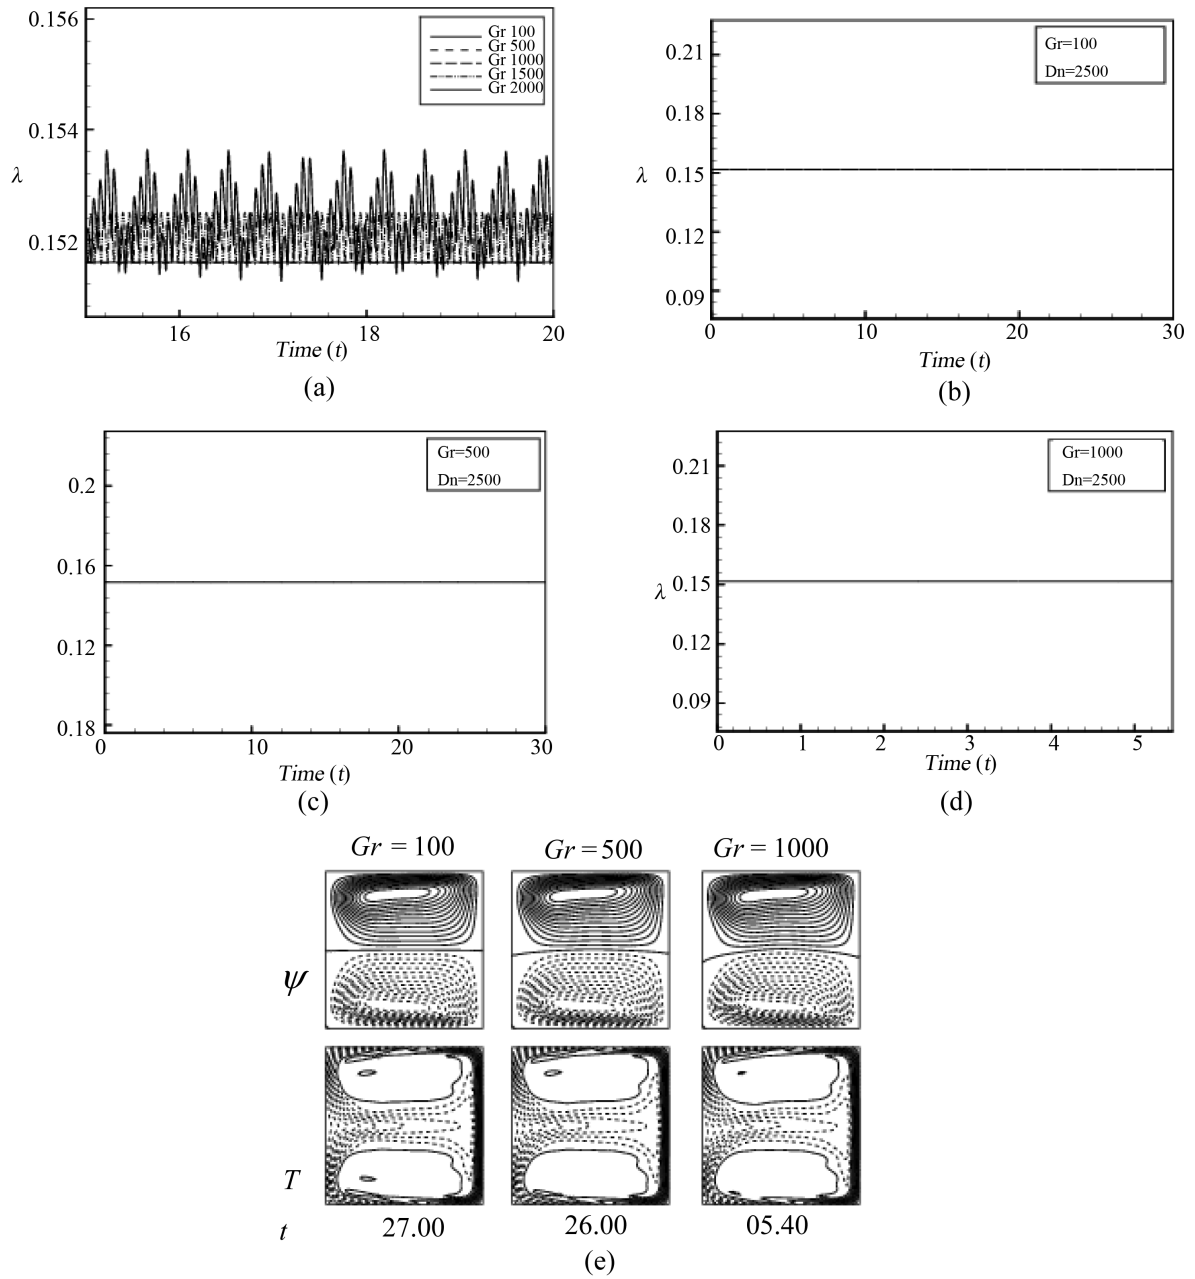 0.156
0.154
λ
0.152
Gr 100
Gr 500
Gr 1000
Gr 1500
Gr 2000
16 18 20
Time (t)
(a)
0.21
0.18
λ
0.15
0.12
0.09
Gr=100
Dn=2500
0 10 20 30
Time (t)
(b)
0.2
0.16
0.12
0.18
Gr=500
Dn=2500
0 10 20 30
Time (t)
(c)
0.21
0.18
0.15
λ
0.12
0.09
Gr=1000
Dn=2500
0 1 2 3 4 5
Time (t)
(d)
Gr = 100 Gr = 500 Gr = 1000
ψ
T
t 27.00 26.00 05.40
(e)